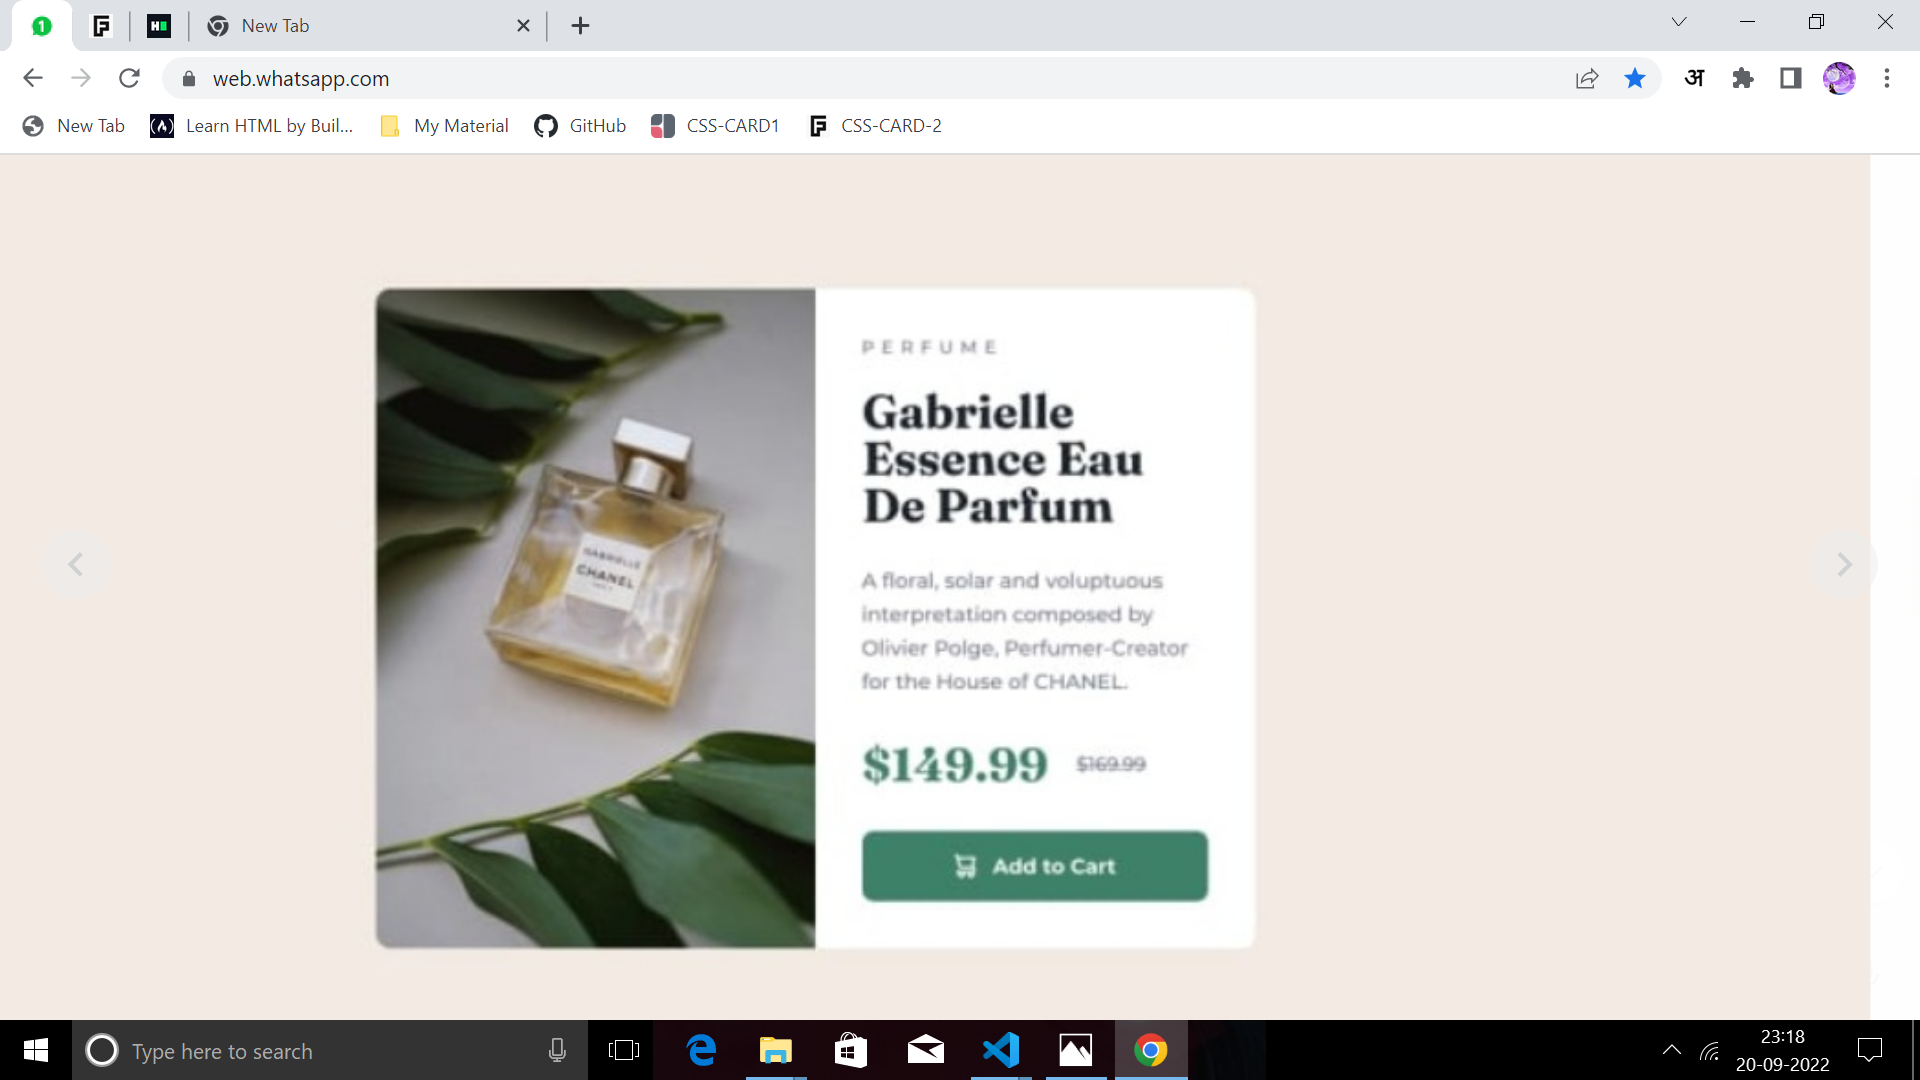 1
New Tab
web.whatsapp.com
अ
New Tab
Learn HTML by Buil...
My Material
GitHub
CSS-CARD1
CSS-CARD-2
PERFUME
Gabrielle
Essence Eau
De Parfum
A floral, solar and voluptuous
interpretation composed by
Olivier Polge, Perfumer-Creator
for the House of CHANEL.
$149.99
$169.99
Add to Cart
GABRIELLE
CHANEL
Type here to search
23:18
20-09-2022